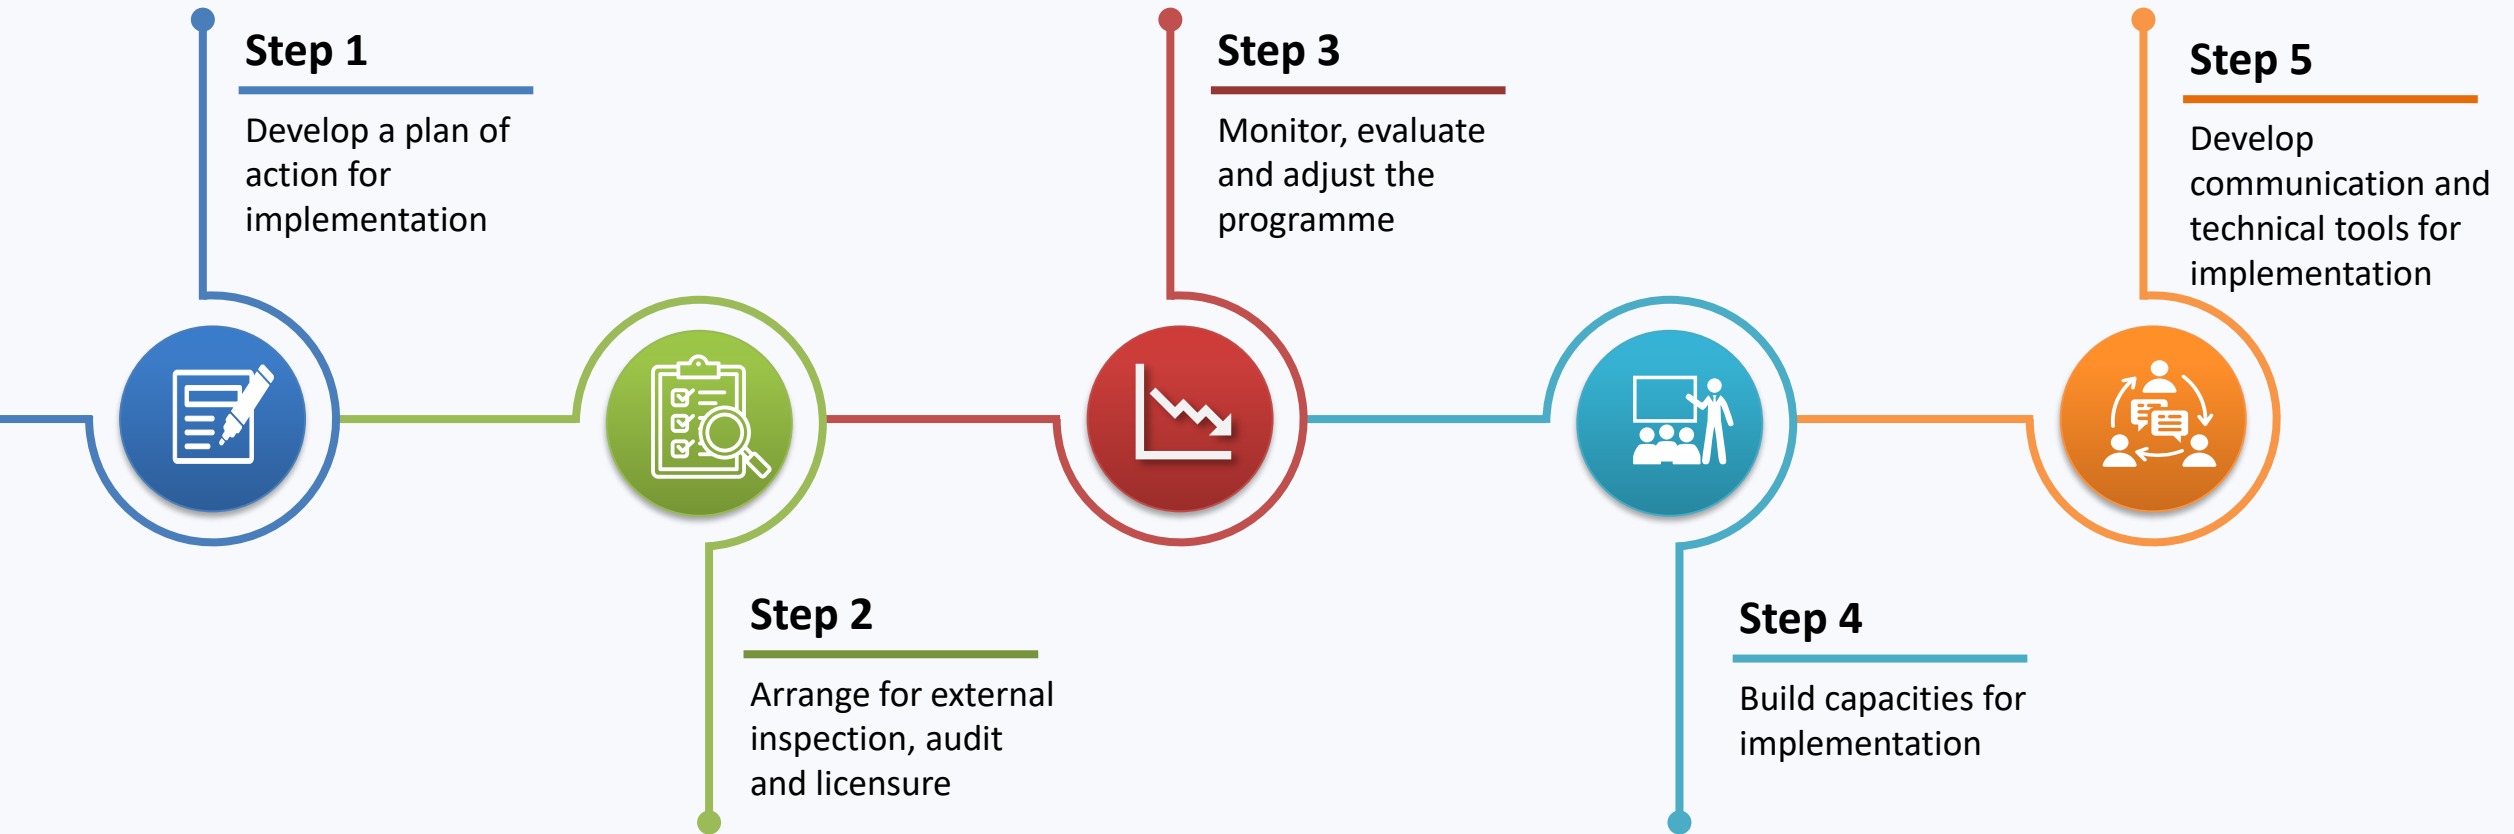 Step 1
Develop a plan of
action for
implementation
Step 2
Arrange for external
inspection, audit
and licensure
Step 3
Monitor, evaluate
and adjust the
programme
Step 4
Build capacities for
implementation
Step 5
Develop
communication and
technical tools for
implementation